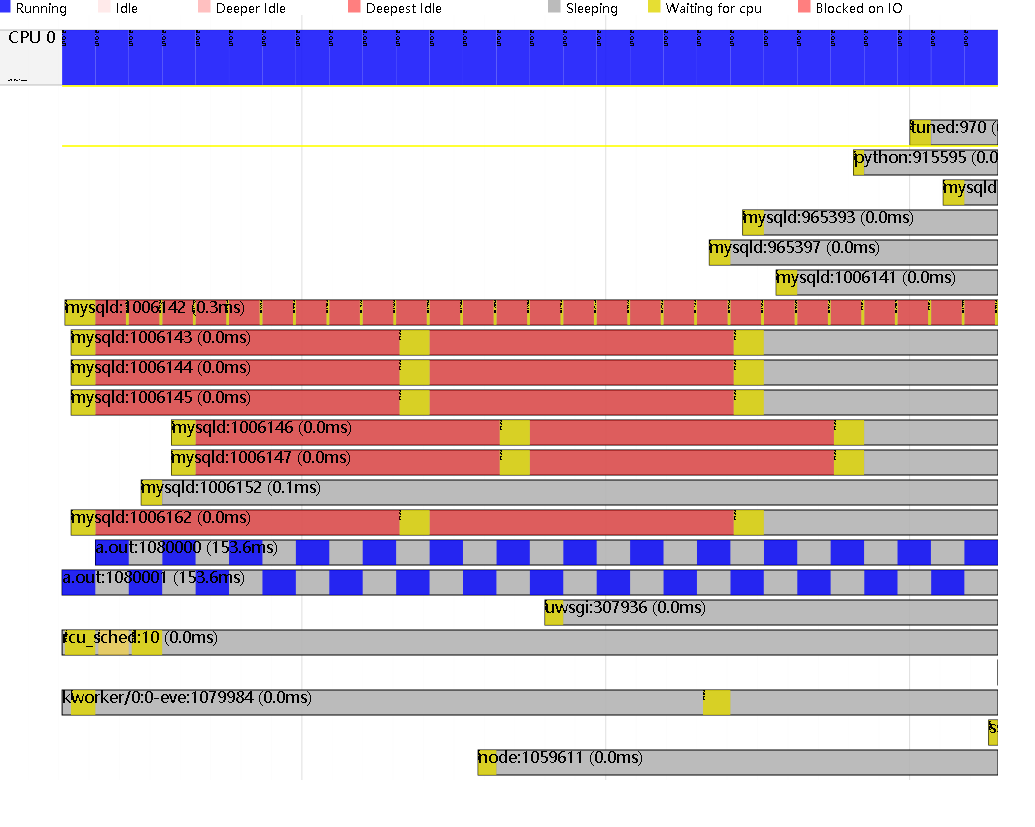 Running Idle Deeper Idle Deepest Idle Sleeping Waiting for cpu Blocked on IO
CPU 0
tuned:970 (
python:915595 (0.0
mysqld
mysqld:965393 (0.0ms)
mysqld:965397 (0.0ms)
mysqld:1006141 (0.0ms)
mysqld:1006142 (0.3ms)
mysqld:1006143 (0.0ms)
mysqld:1006144 (0.0ms)
mysqld:1006145 (0.0ms)
mysqld:1006146 (0.0ms)
mysqld:1006147 (0.0ms)
mysqld:1006152 (0.1ms)
mysqld:1006162 (0.0ms)
a.out:1080000 (153.6ms)
a.out:1080001 (153.6ms)
uwsgi:307936 (0.0ms)
rcu_sched:10 (0.0ms)
kworker/0:0-eve:1079984 (0.0ms)
s
node:1059611 (0.0ms)